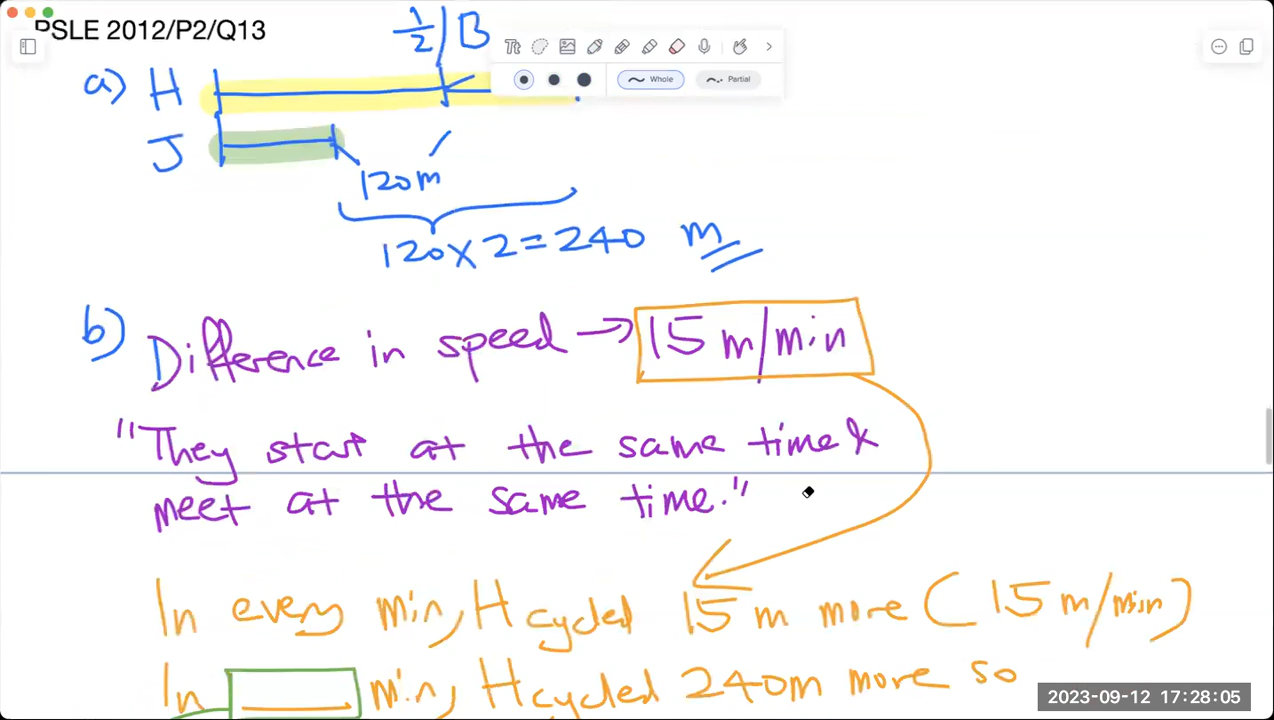 PSLE 2012/P2/Q13
1/2 B
Whole Partial
a) H
J
120m
120 x 2 = 240 m
b) Difference in speed → 15 m/min
"They start at the same time &
meet at the same time."
In every min, H cycled 15 m more (15 m/min)
In min, H cycled 240m more so
2023-09-12 17:28:05